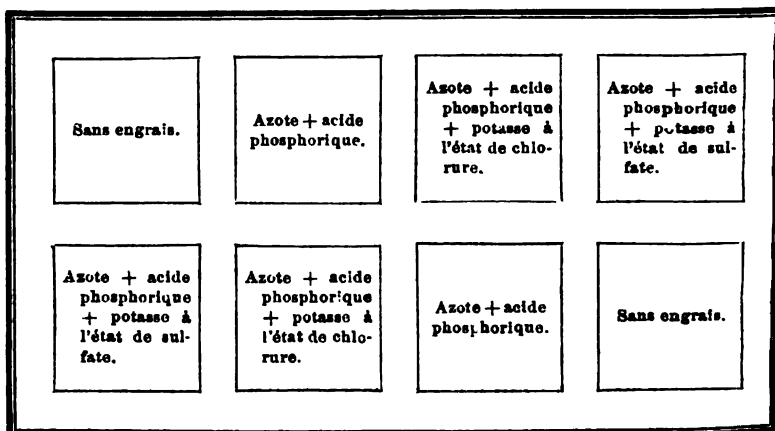 Sans engrais.
Azote + acide
phosphorique.
Azote + acide
phosphorique
+ potasse à
l'état de chlo-
rure.
Azote + acide
phosphorique
+ potasse à
l'état de sul-
fate.
Azote + acide
phosphorique
+ potasse à
l'état de sul-
fate.
Azote + acide
phosphorique
+ potasse à
l'état de chlo-
rure.
Azote + acide
phosphorique.
Sans engrais.